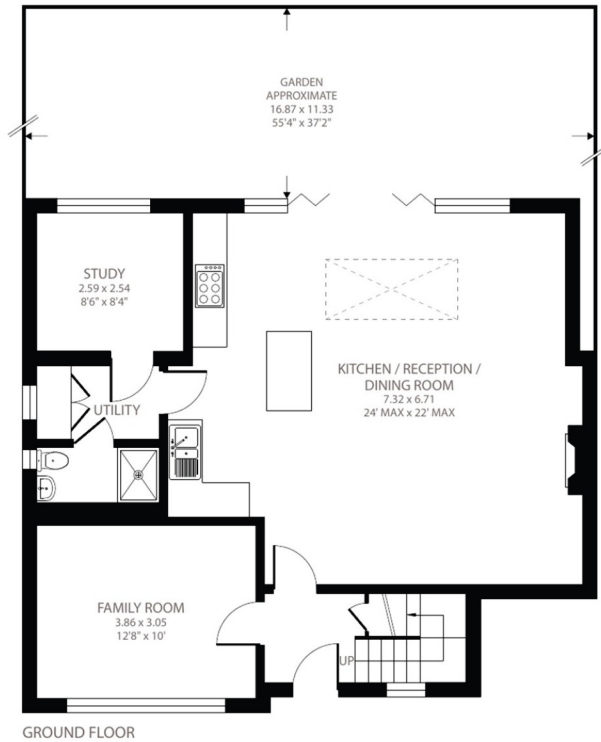 GARDEN
APPROXIMATE
16.87 x 11.33
55'4" x 37'2"
STUDY
2.59 x 2.54
8'6" x 8'4"
KITCHEN / RECEPTION /
DINING ROOM
7.32 x 6.71
24' MAX x 22' MAX
UTILITY
FAMILY ROOM
3.86 x 3.05
12'8" x 10'
UP
GROUND FLOOR